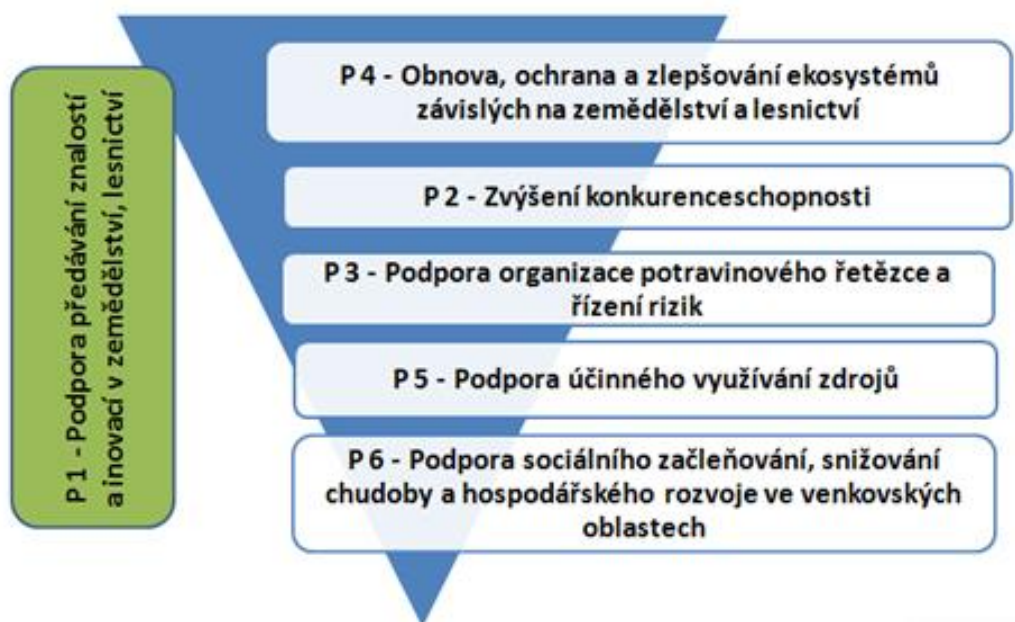 P 1 - Podpora předávání znalostí
a inovací v zemědělství, lesnictví
P 4 - Obnova, ochrana a zlepšování ekosystémů
závislých na zemědělství a lesnictví
P 2 - Zvýšení konkurenceschopnosti
P 3 - Podpora organizace potravinového řetězce a
řízení rizik
P 5 - Podpora účinného využívání zdrojů
P 6 - Podpora sociálního začleňování, snižování
chudoby a hospodářského rozvoje ve venkovských
oblastech